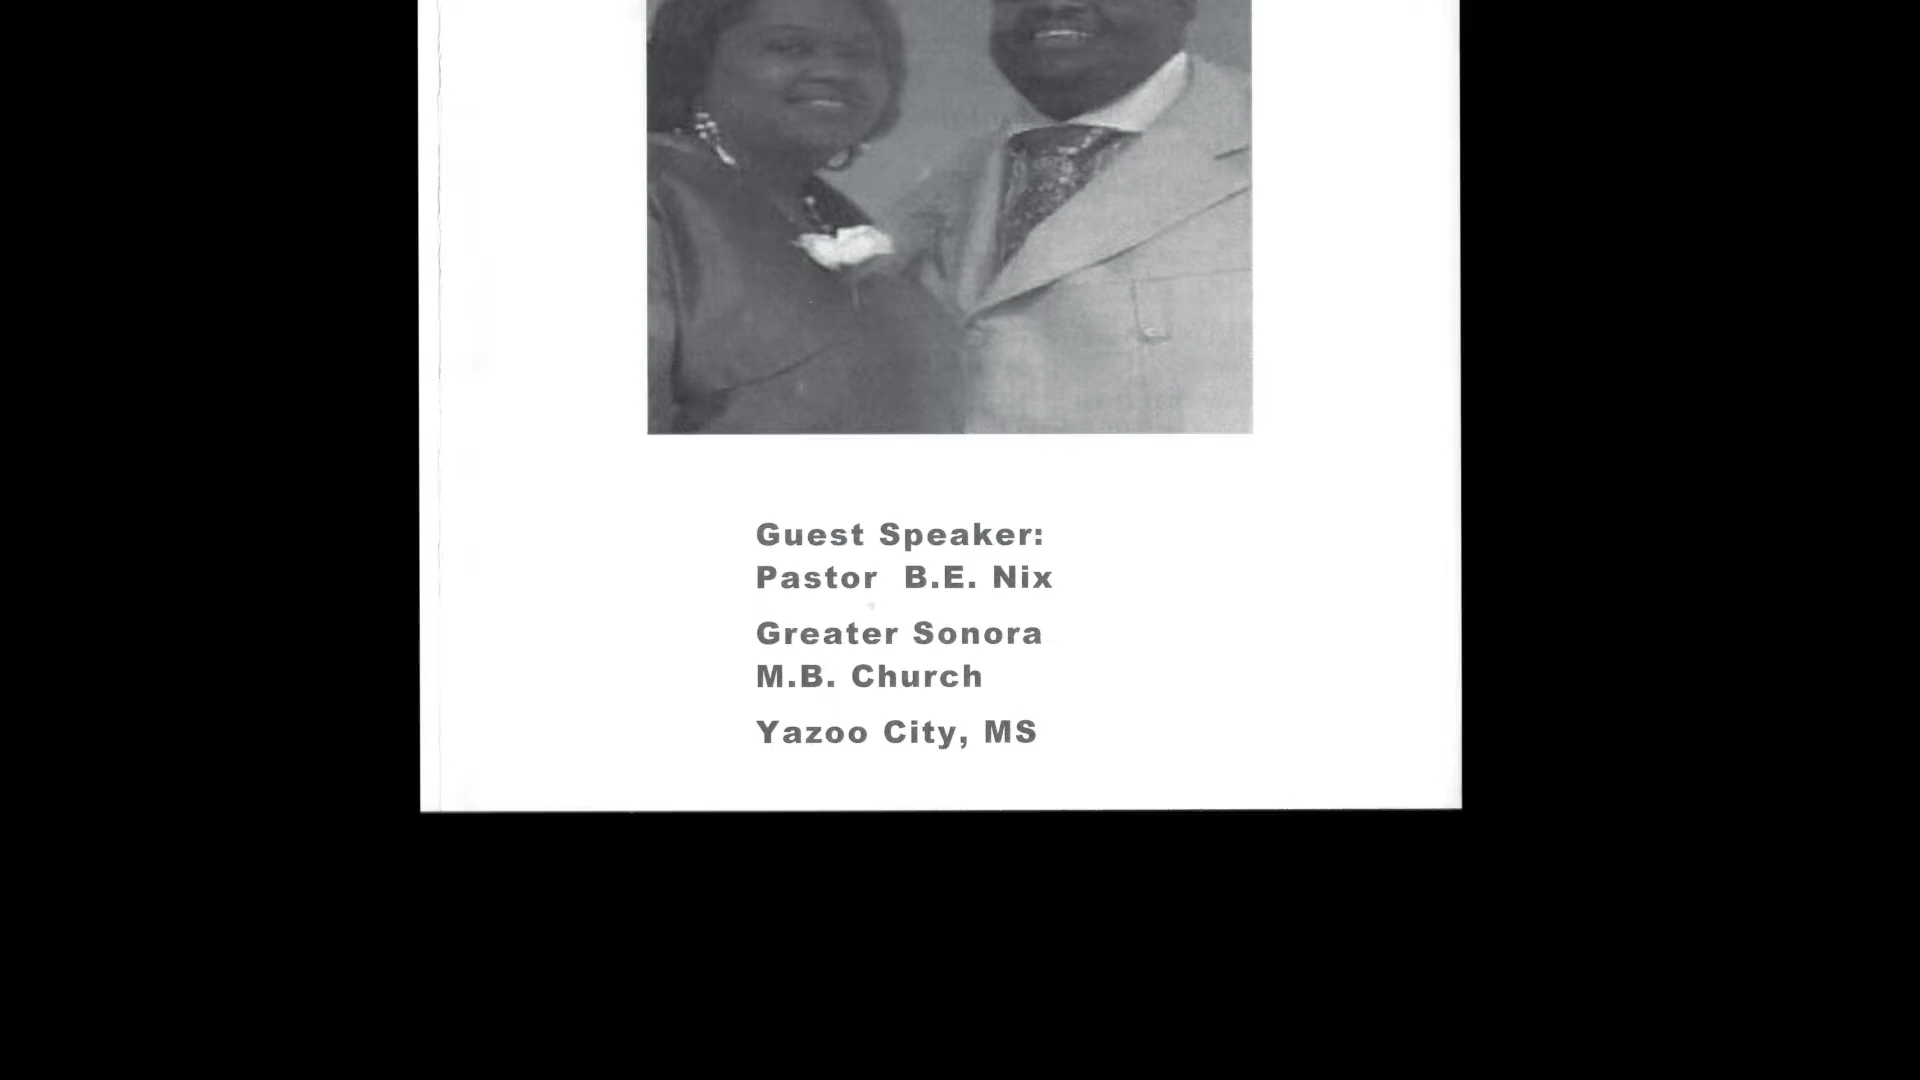 Guest Speaker:
Pastor B.E. Nix
Greater Sonora
M.B. Church
Yazoo City, MS